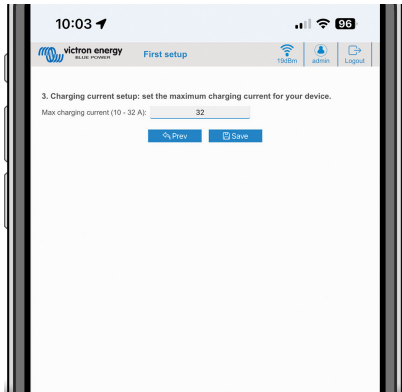 10:03
96
victron energy
BLUE POWER
First setup
19dBm
admin
Logout
3. Charging current setup: set the maximum charging current for your device.
Max charging current (10 - 32 A):
32
Prev
Save